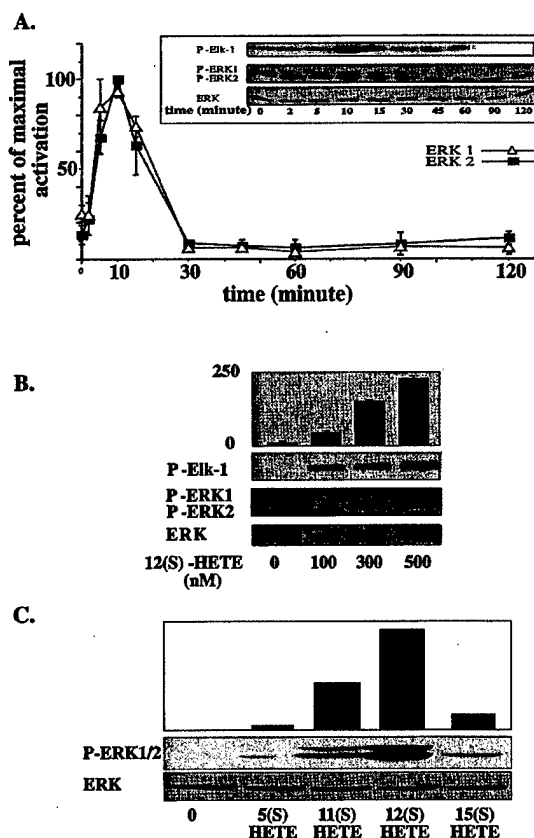 A.
percent of maximal activation
100
50
P-Elk-1
P-ERK1
P-ERK2
ERK
time (minute) 0 2 5 10 15 30 45 60 90 120
ERK 1
ERK 2
0 10 30 60 90 120
time (minute)
B.
250
0
P-Elk-1
P-ERK1
P-ERK2
ERK
12(S) -HETE 0 100 300 500
(nM)
C.
P-ERK1/2
ERK
0 5(S) 11(S) 12(S) 15(S)
HETE HETE HETE HETE